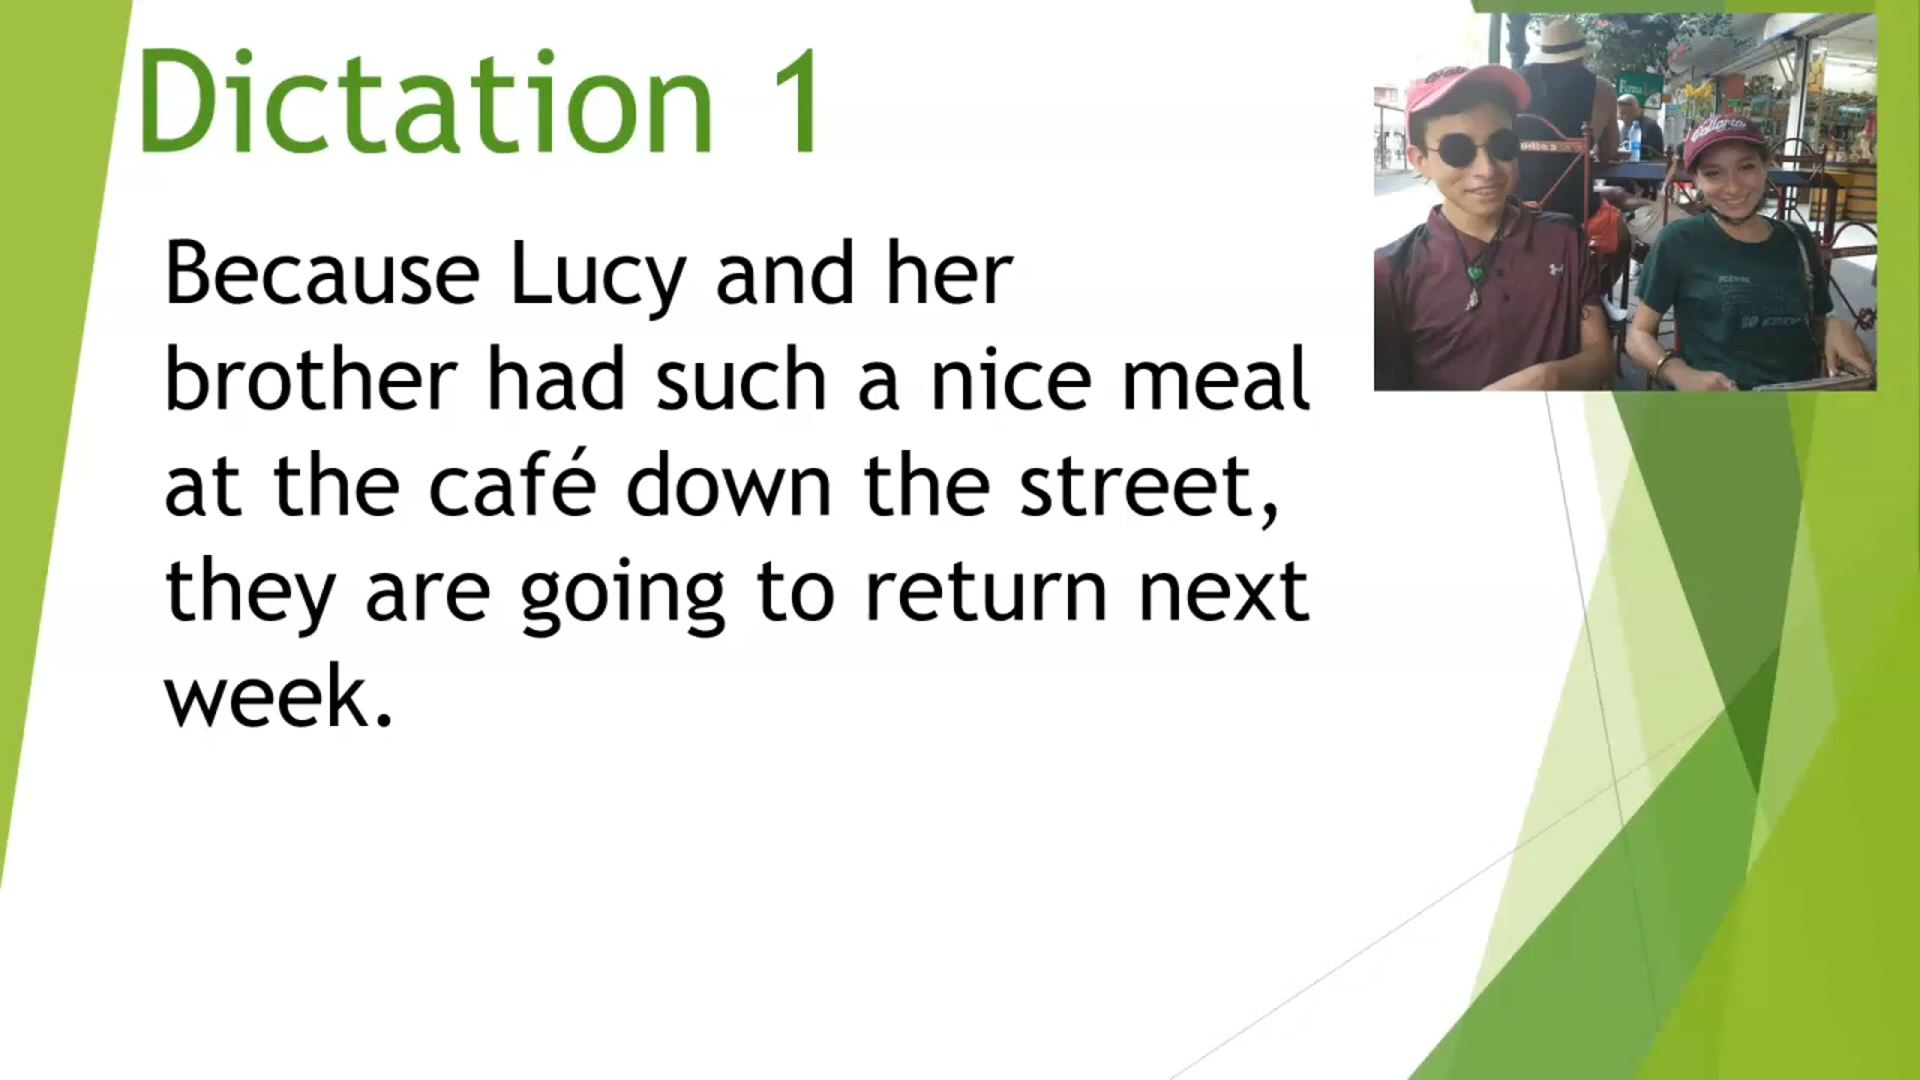 Dictation 1
Because Lucy and her
brother had such a nice meal
at the café down the street,
they are going to return next
week.